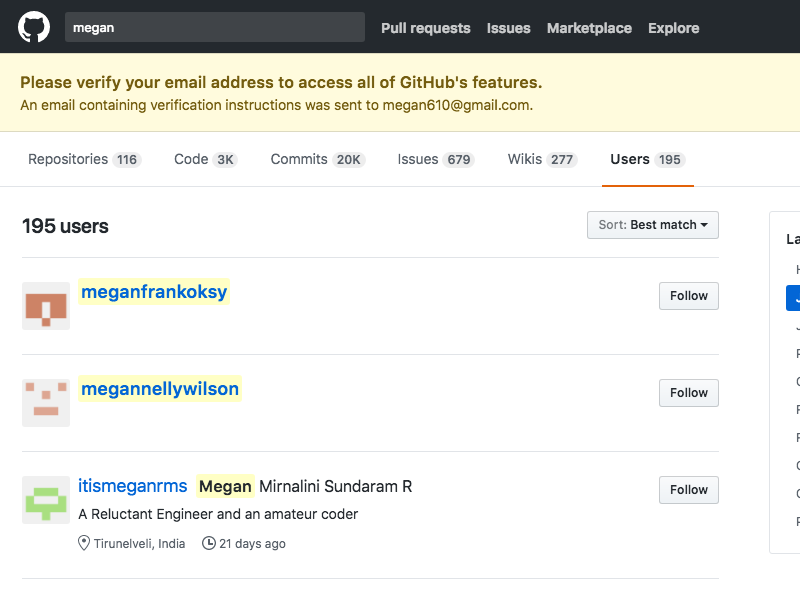 megan Pull requests Issues Marketplace Explore
Please verify your email address to access all of GitHub's features.
An email containing verification instructions was sent to megan610@gmail.com.
Repositories 116 Code 3K Commits 20K Issues 679 Wikis 277 Users 195
195 users Sort: Best match
La
meganfrankoksy Follow
megannellywilson Follow
itismeganrms Megan Mirnalini Sundaram R Follow
A Reluctant Engineer and an amateur coder
Tirunelveli, India 21 days ago